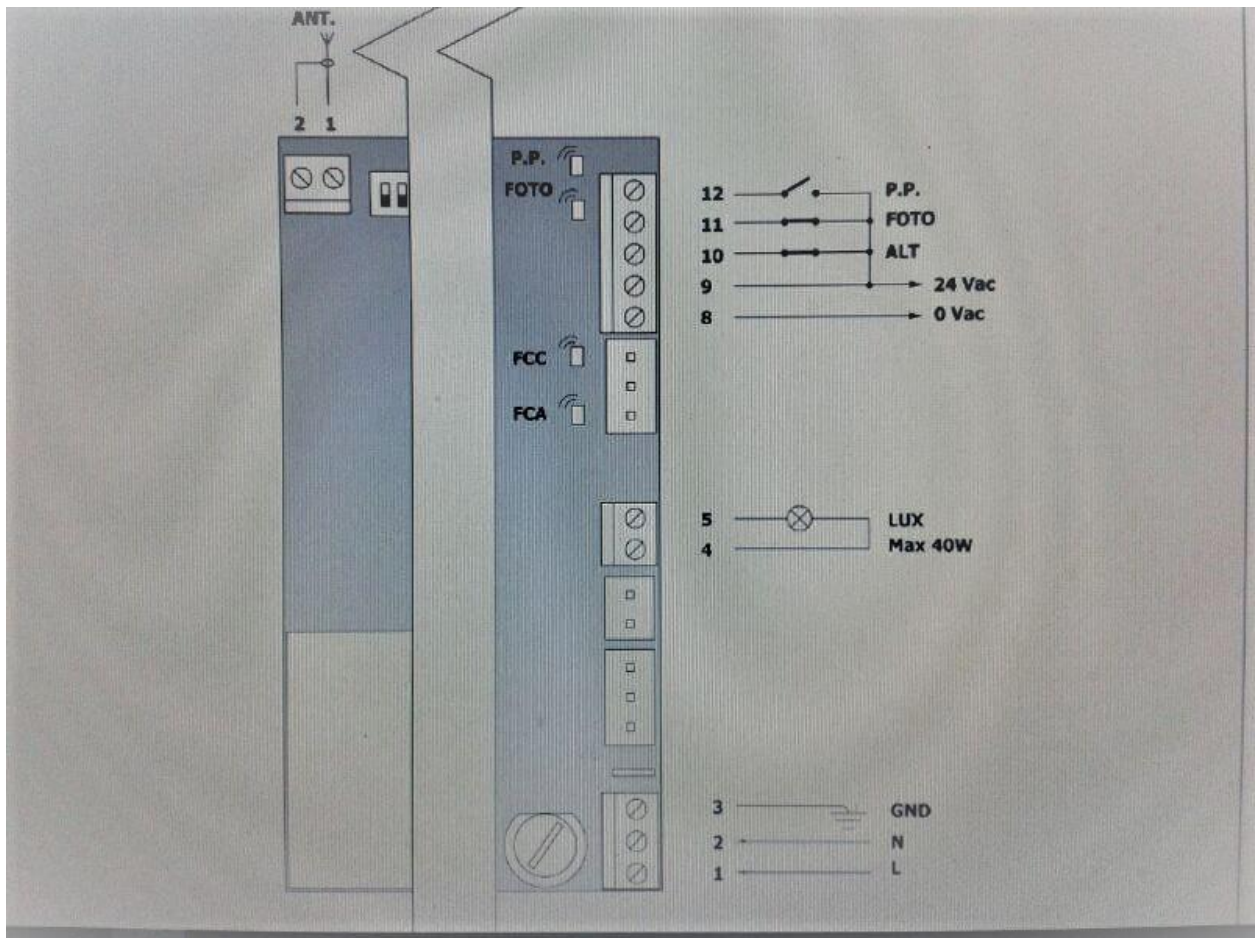 ANT.
2 1
P.P.
FOTO
12 P.P.
11 FOTO
10 ALT
9 24 Vac
8 0 Vac
FCC
FCA
5 LUX
4 Max 40W
3 GND
2 N
1 L